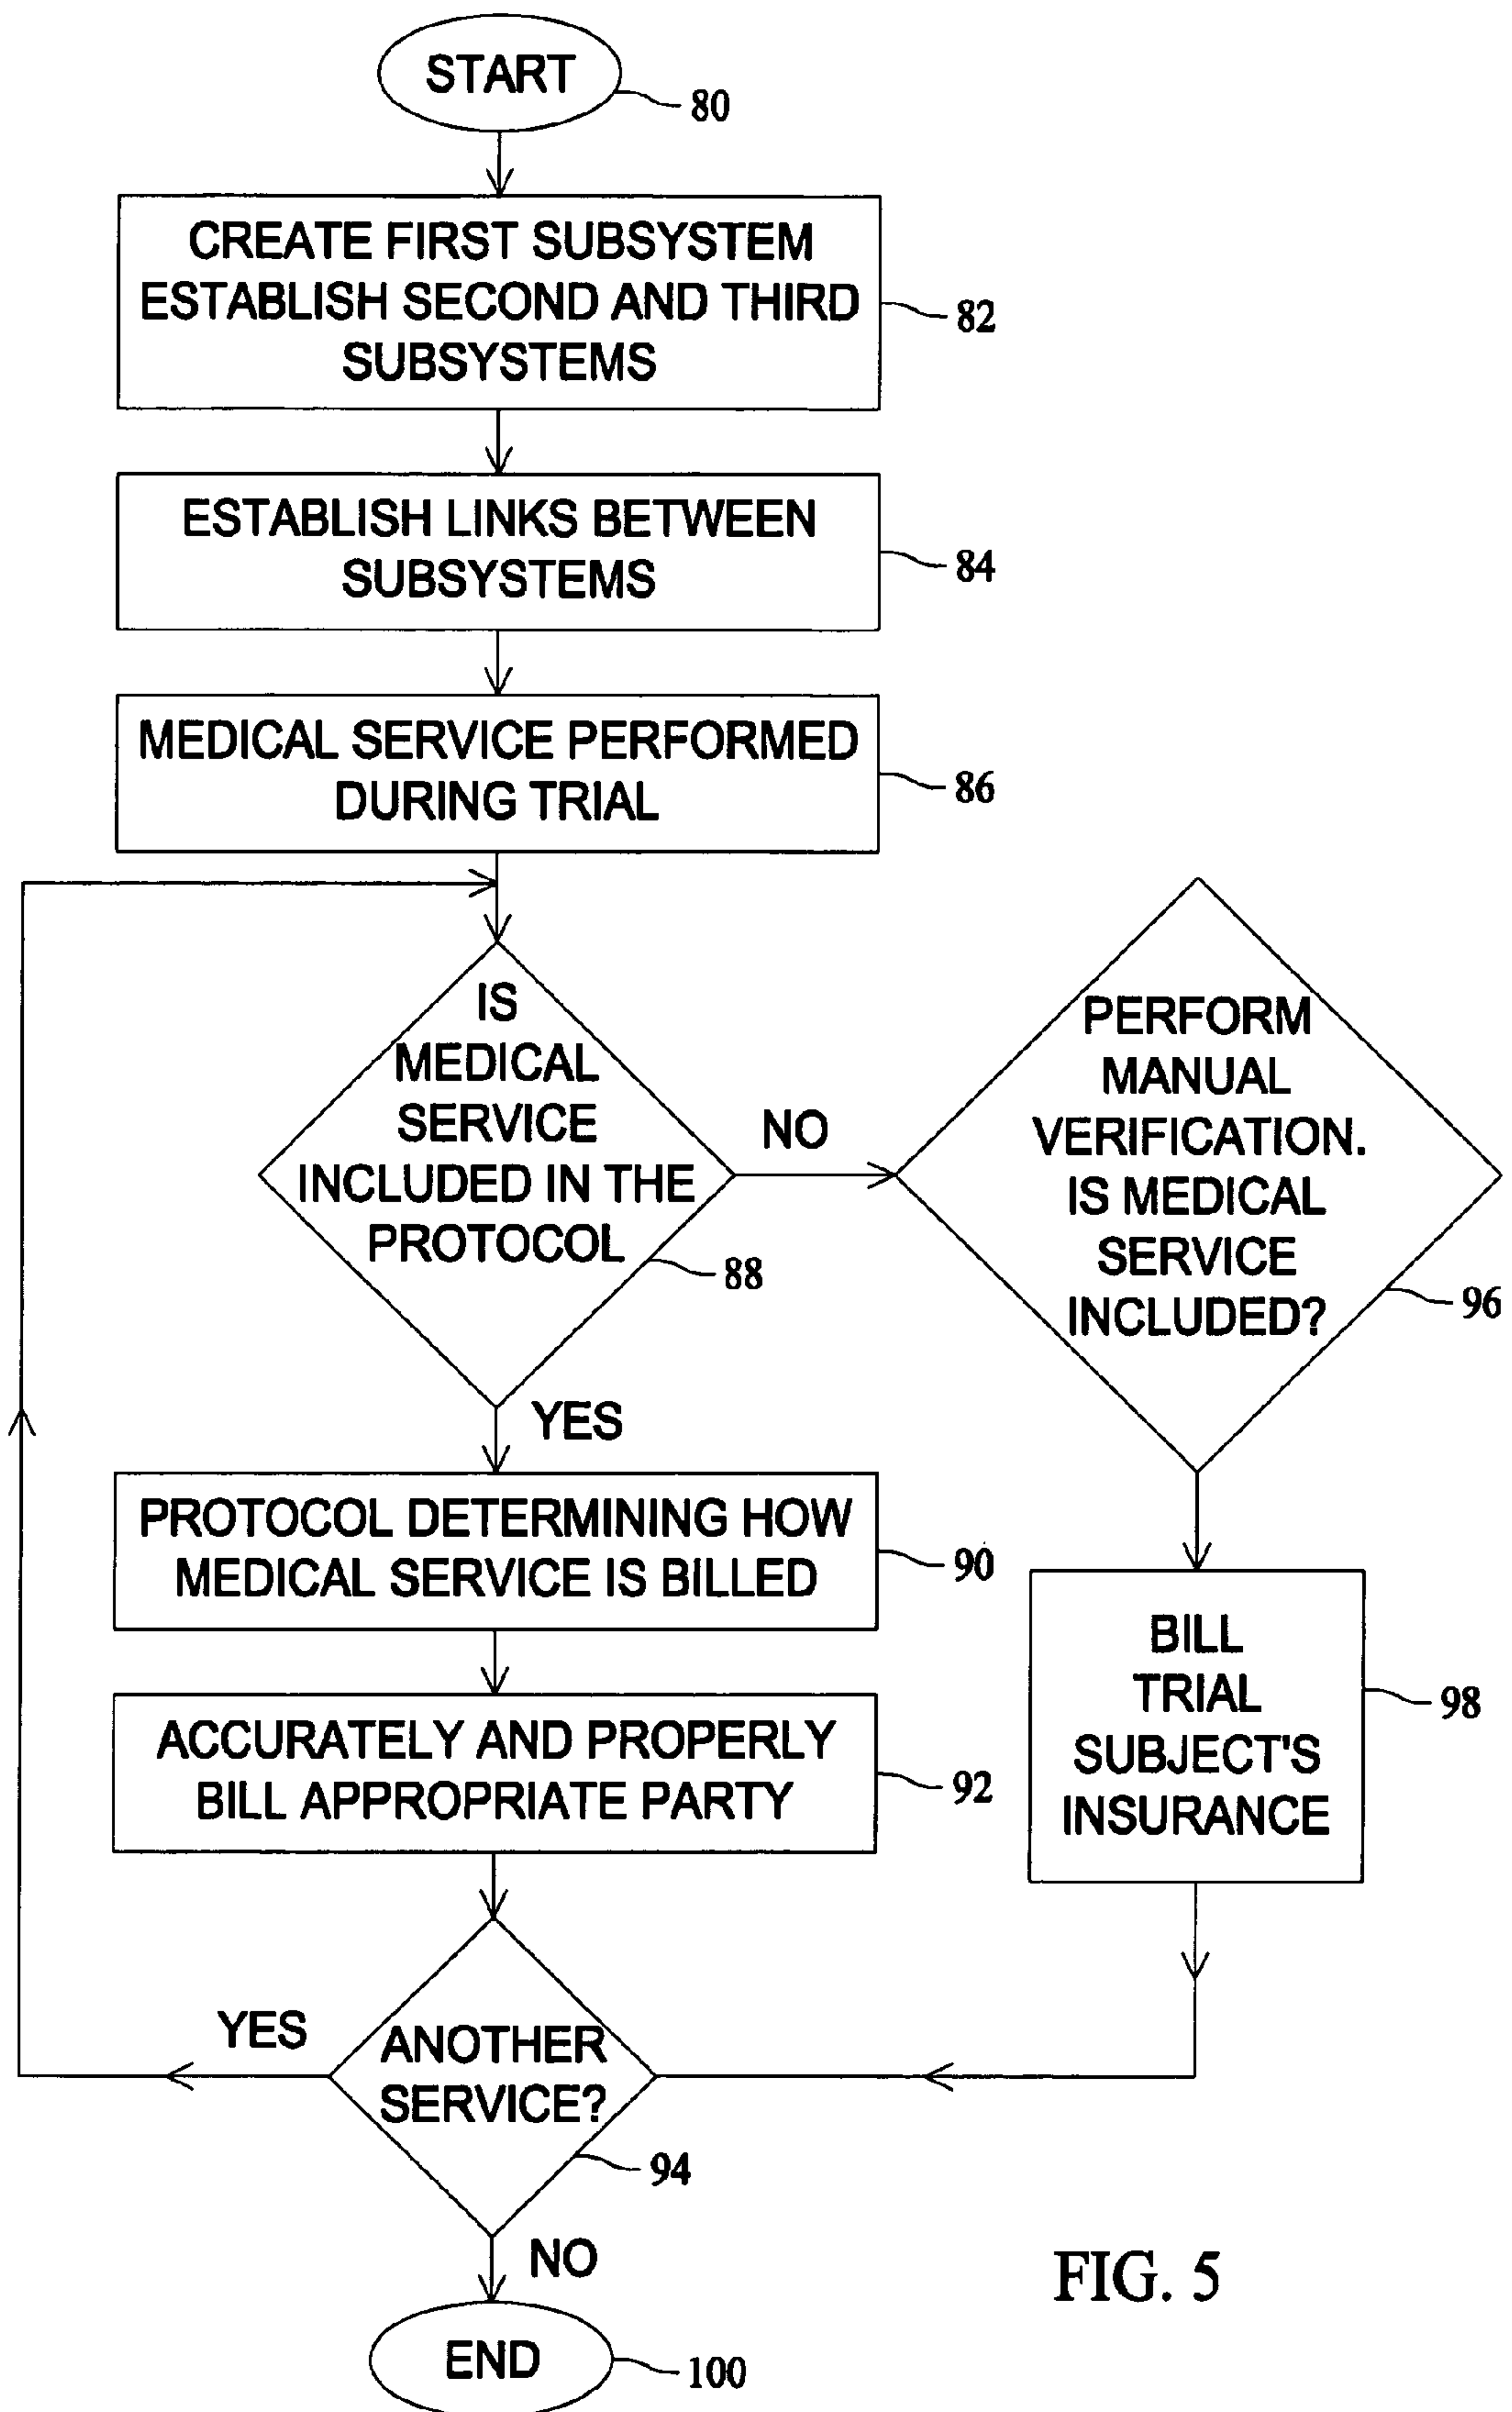 START
80
CREATE FIRST SUBSYSTEM
ESTABLISH SECOND AND THIRD
SUBSYSTEMS
82
ESTABLISH LINKS BETWEEN
SUBSYSTEMS
84
MEDICAL SERVICE PERFORMED
DURING TRIAL
86
IS
MEDICAL
SERVICE
INCLUDED IN THE
PROTOCOL
88
NO
PERFORM
MANUAL
VERIFICATION.
IS MEDICAL
SERVICE
INCLUDED?
96
YES
PROTOCOL DETERMINING HOW
MEDICAL SERVICE IS BILLED
90
BILL
TRIAL
SUBJECT'S
INSURANCE
98
ACCURATELY AND PROPERLY
BILL APPROPRIATE PARTY
92
YES
ANOTHER
SERVICE?
94
NO
END
100
FIG. 5